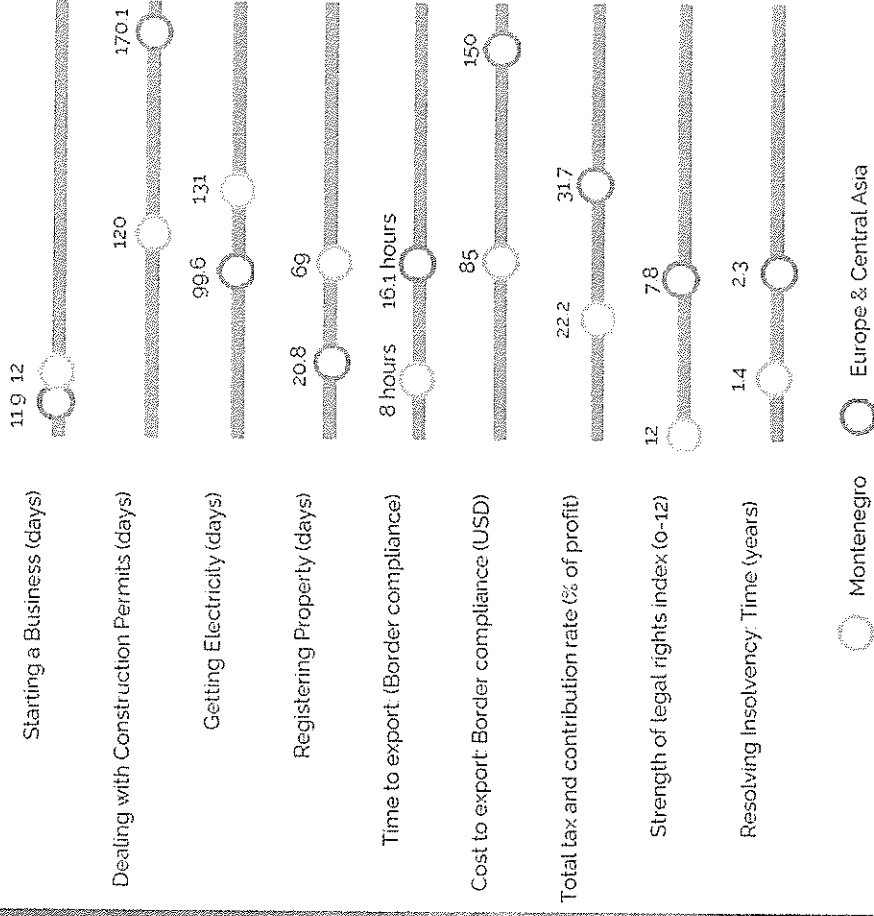 Starting a Business (days)
11.9 12
Dealing with Construction Permits (days)
120
170.1
Getting Electricity (days)
99.6
131
Registering Property (days)
20.8
69
Time to export: (Border compliance)
8 hours
16.1 hours
Cost to export: Border compliance (USD)
85
150
Total tax and contribution rate (% of profit)
22.2
31.7
Strength of legal rights index (0-12)
12
7.8
Resolving Insolvency: Time (years)
1.4
2.3
Montenegro
Europe & Central Asia